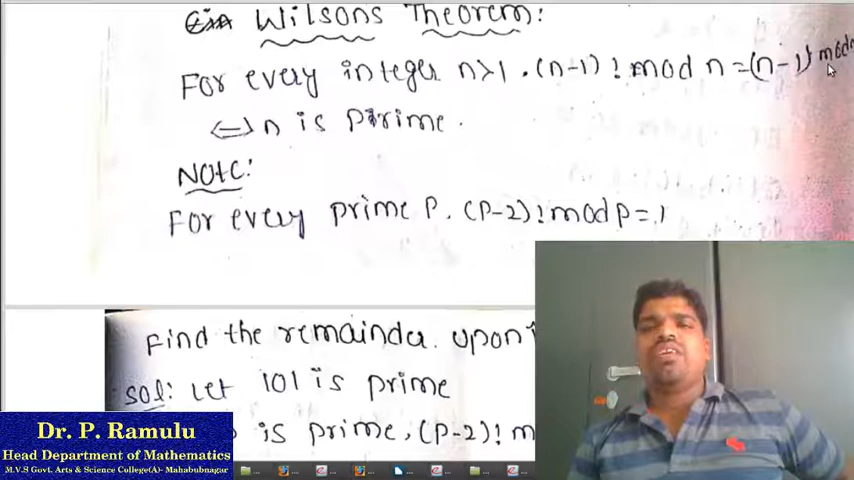 Wilsons Theorem:
For every integer n>1, (n-1)! mod n = (n-1) mod n
⟺ n is prime.
Note:
For every prime P. (P-2)! mod P = 1
Find the remainder upon
Sol: Let 101 is prime
is prime, (P-2)! m
Dr. P. Ramulu
Head Department of Mathematics
M.V.S Govt. Arts & Science College(A)- Mahabubnagar